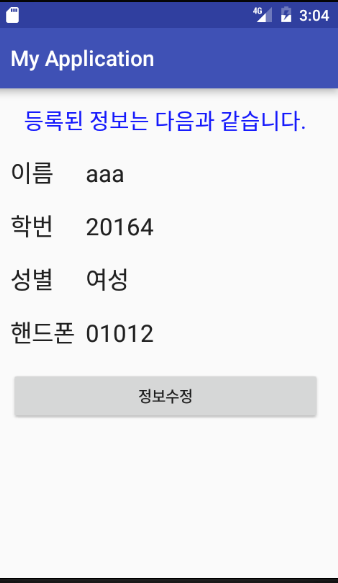 4G 3:04
My Application
등록된 정보는 다음과 같습니다.
이름 aaa
학번 20164
성별 여성
핸드폰 01012
정보수정